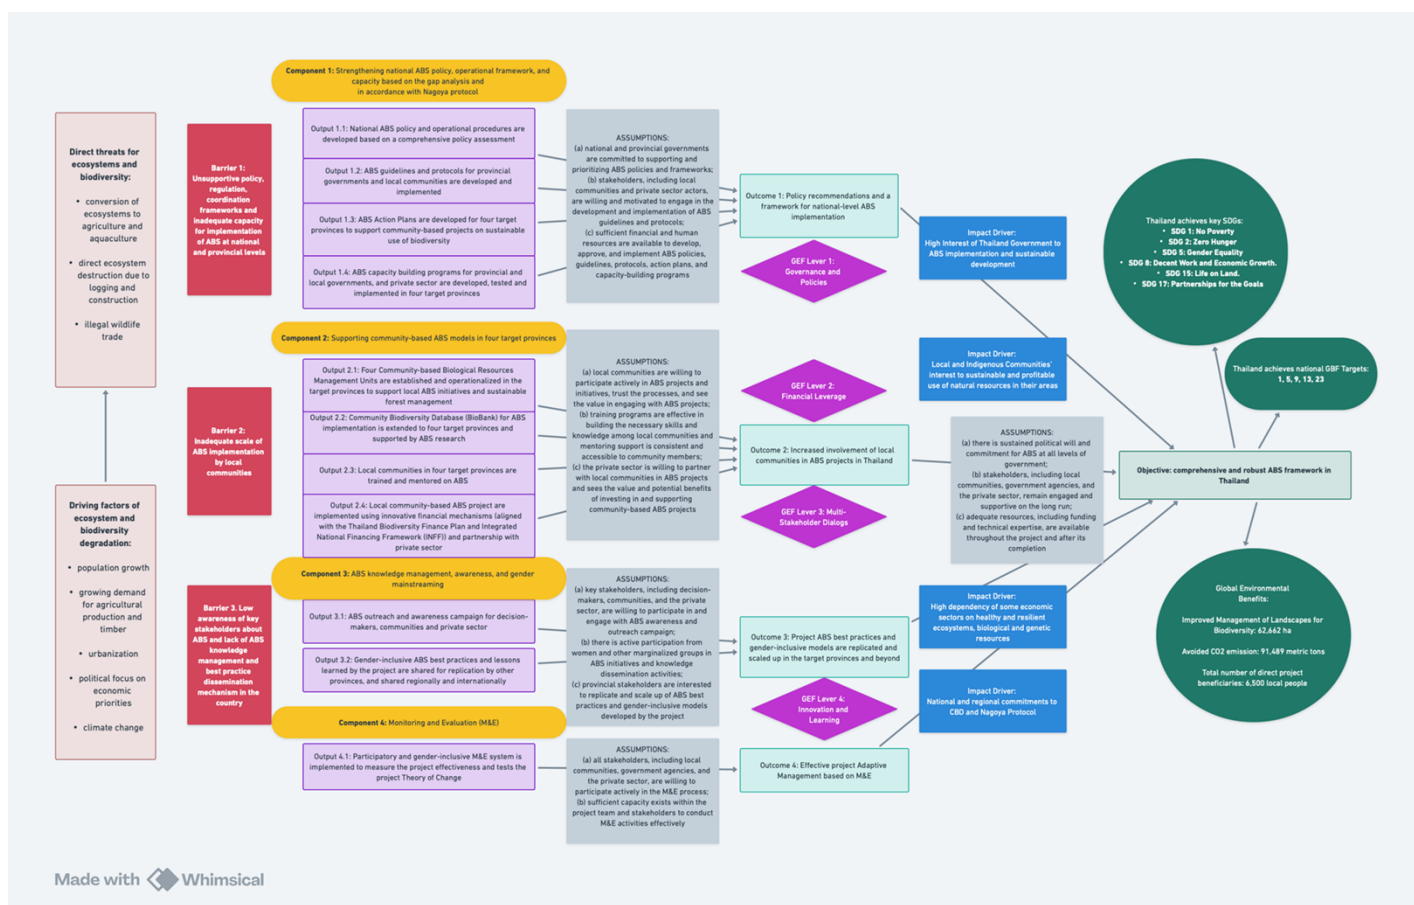 Direct threats for
ecosystems and
biodiversity:
• conversion of
ecosystems to
agriculture and
aquaculture
• direct ecosystem
destruction due to
logging and
construction
• illegal wildlife
trade
Driving factors of
ecosystem and
biodiversity
degradation:
• population growth
• growing demand
for agricultural
production and
timber
• urbanization
• political focus on
economic
priorities
• climate change
Barrier 1:
Unsupportive policy,
regulation,
coordination
frameworks and
inadequate capacity
for implementation
of ABS at national
and provincial levels
Barrier 2:
Inadequate scale of
ABS implementation
by local
communities
Barrier 3. Low
awareness of key
stakeholders about
ABS and lack of ABS
knowledge
management and
best practice
dissemination
mechanism in the
country
Component 1: Strengthening national ABS policy, operational framework, and
capacity based on the gap analysis and
in accordance with Nagoya protocol
Output 1.1: National ABS policy and operational procedures are
developed based on a comprehensive policy assessment
Output 1.2: ABS guidelines and protocols for provincial
governments and local communities are developed and
implemented
Output 1.3: ABS Action Plans are developed for four target
provinces to support community-based projects on sustainable
use of biodiversity
Output 1.4: ABS capacity building programs for provincial and
local governments, and private sector are developed, tested and
implemented in four target provinces
ASSUMPTIONS:
(a) national and provincial governments
are committed to supporting and
prioritizing ABS policies and frameworks;
(b) stakeholders, including local
communities and private sector actors,
are willing and motivated to engage in the
development and implementation of ABS
guidelines and protocols;
(c) sufficient financial and
human resources are available to develop,
approve, and implement ABS policies,
guidelines, protocols, action plans, and
capacity-building programs
Outcome 1: Policy recommendations and a
framework for national-level ABS
implementation
GEF Lever 1:
Governance and
Policies
Component 2: Supporting community-based ABS models in four target provinces
Output 2.1: Four Community-based Biological Resources
Management Units are established and operationalized in the
target provinces to support local ABS initiatives and sustainable
forest management
Output 2.2: Community Biodiversity Database (BioBank) for ABS
implementation is extended to four target provinces and
supported by ABS research
Output 2.3: Local communities in four target provinces are
trained and mentored on ABS
Output 2.4: Local community-based ABS project are
implemented using innovative financial mechanisms (aligned
with the Thailand Biodiversity Finance Plan and Integrated
National Financing Framework (INFF)) and partnership with
private sector
ASSUMPTIONS:
(a) local communities are willing to
participate actively in ABS projects and
initiatives, trust the processes, and see
the value in engaging with ABS projects;
(b) training programs are effective in
building the necessary skills and
knowledge among local communities and
mentoring support is consistent and
accessible to community members;
(c) the private sector is willing to partner
with local communities in ABS projects
and sees the value and potential benefits
of investing in and supporting
community-based ABS projects
GEF Lever 2:
Financial Leverage
Outcome 2: Increased involvement of local
communities in ABS projects in Thailand
GEF Lever 3: Multi-
Stakeholder Dialogs
Component 3: ABS knowledge management, awareness, and gender
mainstreaming
Output 3.1: ABS outreach and awareness campaign for decision-
makers, communities and private sector
Output 3.2: Gender-inclusive ABS best practices and lessons
learned by the project are shared for replication by other
provinces, and shared regionally and internationally
ASSUMPTIONS:
(a) key stakeholders, including decision-
makers, communities, and the private
sector, are willing to participate in and
engage with ABS awareness and
outreach campaign;
(b) there is active participation from
women and other marginalized groups in
ABS initiatives and knowledge
dissemination activities;
(c) provincial stakeholders are interested
to replicate and scale up of ABS best
practices and gender-inclusive models
developed by the project
Outcome 3: Project ABS best practices and
gender-inclusive models are replicated and
scaled up in the target provinces and beyond
GEF Lever 4:
Innovation and
Learning
Component 4: Monitoring and Evaluation (M&E)
Output 4.1: Participatory and gender-inclusive M&E system is
implemented to measure the project effectiveness and tests the
project Theory of Change
ASSUMPTIONS:
(a) all stakeholders, including local
communities, government agencies, and
the private sector, are willing to
participate actively in the M&E process;
(b) sufficient capacity exists within the
project team and stakeholders to conduct
M&E activities effectively
Outcome 4: Effective project Adaptive
Management based on M&E
Impact Driver:
High Interest of Thailand Government to
ABS implementation and sustainable
development
Impact Driver:
Local and Indigenous Communities'
interest to sustainable and profitable
use of natural resources in their areas
ASSUMPTIONS:
(a) there is sustained political will and
commitment for ABS at all levels of
government;
(b) stakeholders, including local
communities, government agencies, and
the private sector, remain engaged and
supportive on the long run;
(c) adequate resources, including funding
and technical expertise, are available
throughout the project and after its
completion
Impact Driver:
High dependency of some economic
sectors on healthy and resilient
ecosystems, biological and genetic
resources
Impact Driver:
National and regional commitments to
CBD and Nagoya Protocol
Thailand achieves key SDGs:
• SDG 1: No Poverty
• SDG 2: Zero Hunger
• SDG 5: Gender Equality
• SDG 8: Decent Work and Economic Growth.
• SDG 15: Life on Land.
• SDG 17: Partnerships for the Goals
Thailand achieves national GBF Targets:
1, 5, 9, 13, 23
Objective: comprehensive and robust ABS framework in
Thailand
Global Environmental
Benefits:
Improved Management of Landscapes for
Biodiversity: 62,662 ha
Avoided CO2 emission: 91,489 metric tons
Total number of direct project
beneficiaries: 6,500 local people
Made with Whimsical